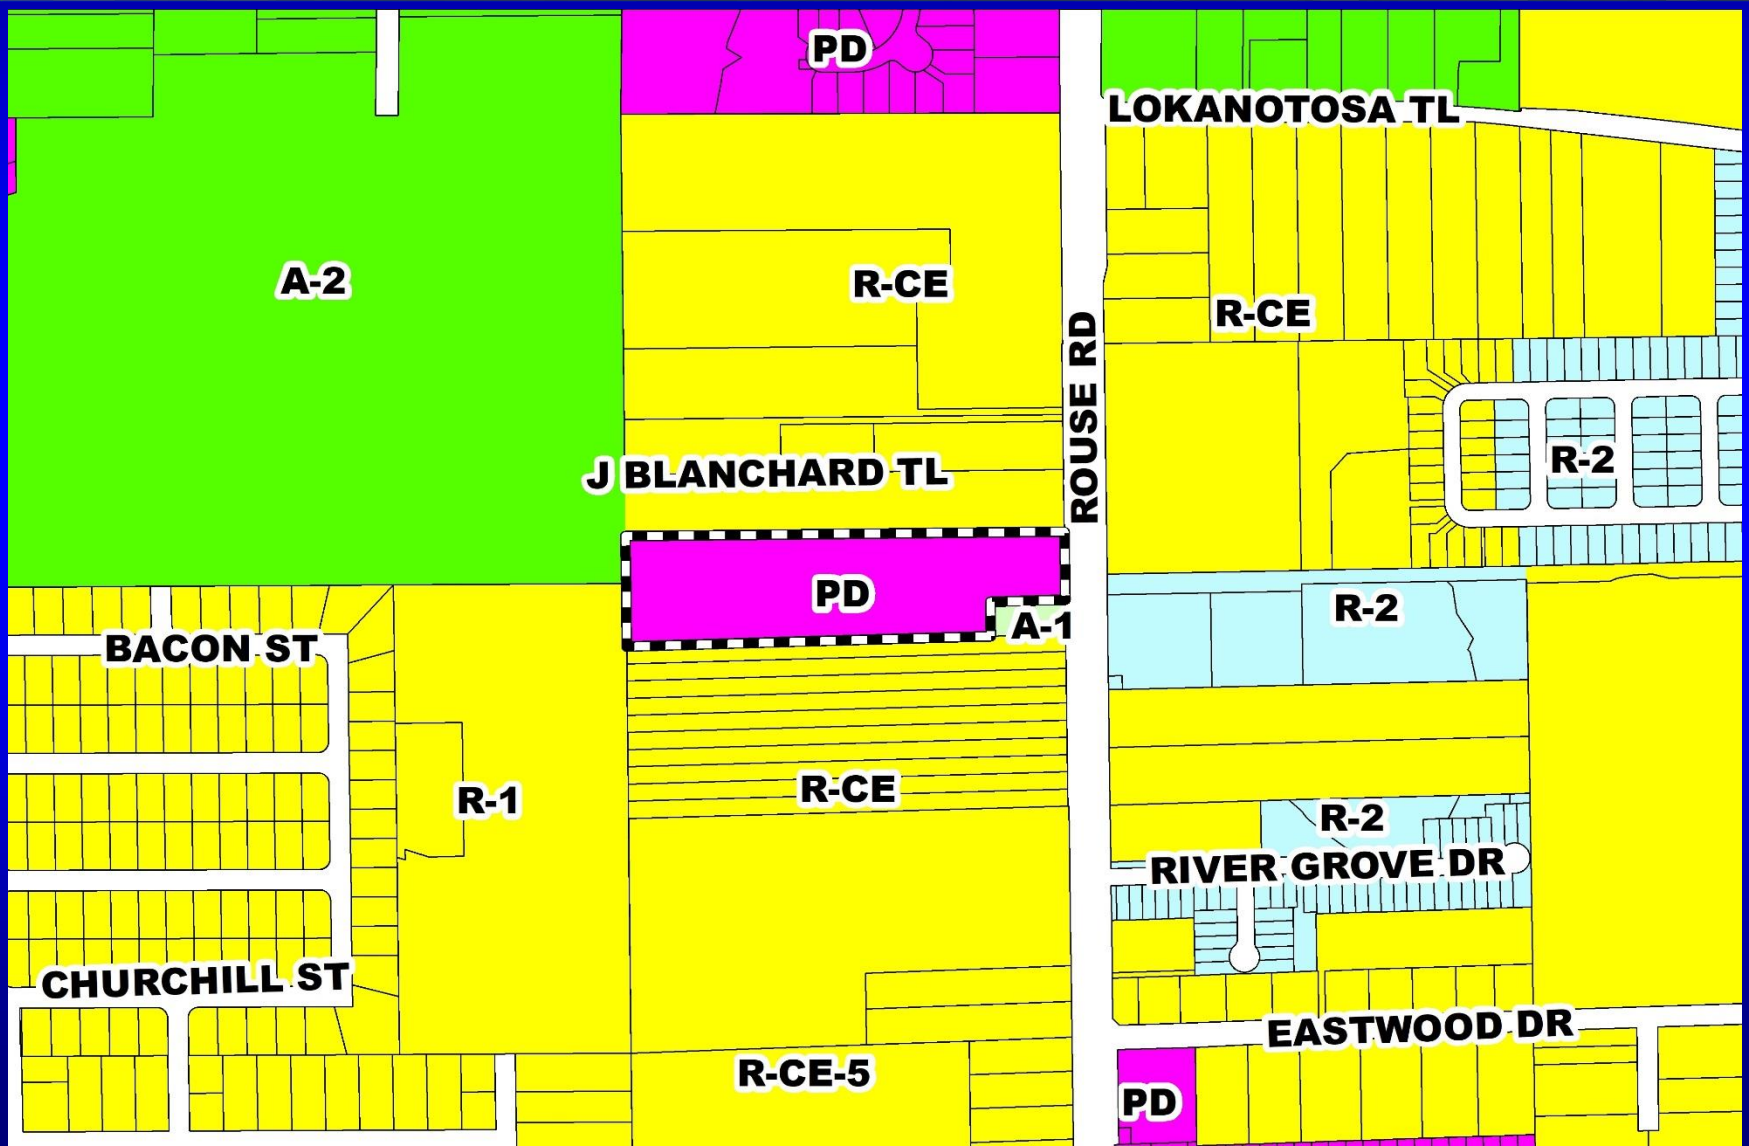 PD
LOKANOTOSA TL
A-2
R-CE
R-CE
ROUSE RD
J BLANCHARD TL
R-2
PD
A-1
R-2
BACON ST
R-1
R-CE
R-2
RIVER GROVE DR
CHURCHILL ST
EASTWOOD DR
R-CE-5
PD